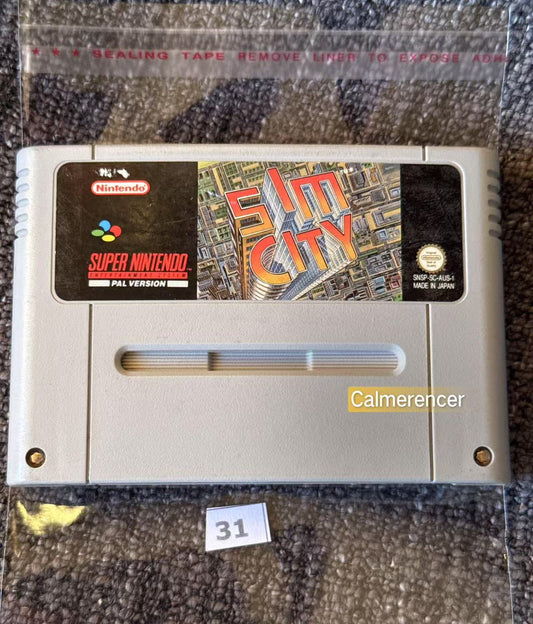 * * * SEALING TAPE REMOVE LINER TO EXPOSE ADH
Nintendo
SUPER NINTENDO
ENTERTAINMENT SYSTEM
PAL VERSION
SIM
CITY
SNSP-SC-AUS-1
MADE IN JAPAN
Calmerencer
31